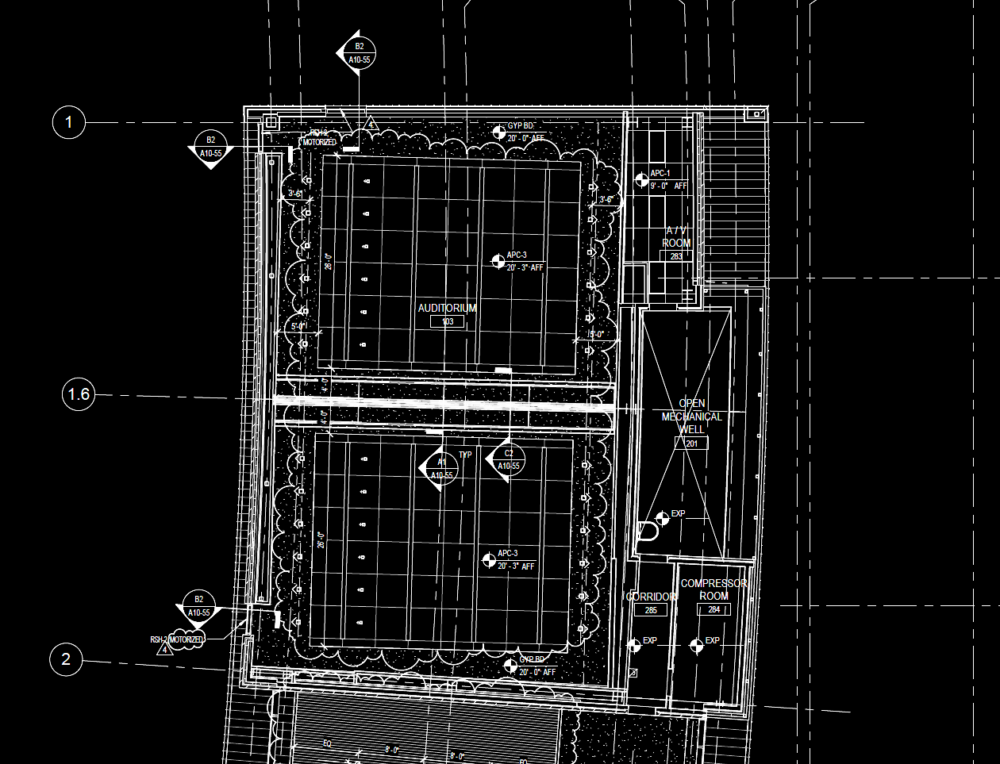 B2
A10-55
1
B2
A10-55
RSH-2
MOTORIZED
4
GYP BD
20' - 0" AFF
APC-1
9' - 0" AFF
3'-6"
3'-6"
A / V
ROOM
283
26'-0"
APC-3
20' - 3" AFF
AUDITORIUM
103
5'-0"
5'-0"
1.6
4'-0"
4'-0"
OPEN
MECHANICAL
WELL
201
A1
A10-55
TYP
C2
A10-55
EXP
26'-0"
APC-3
20' - 3" AFF
B2
A10-55
RSH-2
MOTORIZED
4
CORRIDOR
285
COMPRESSOR
ROOM
284
EXP
EXP
2
GYP BD
20' - 0" AFF
EQ
8'-0"
8'-0"
EQ